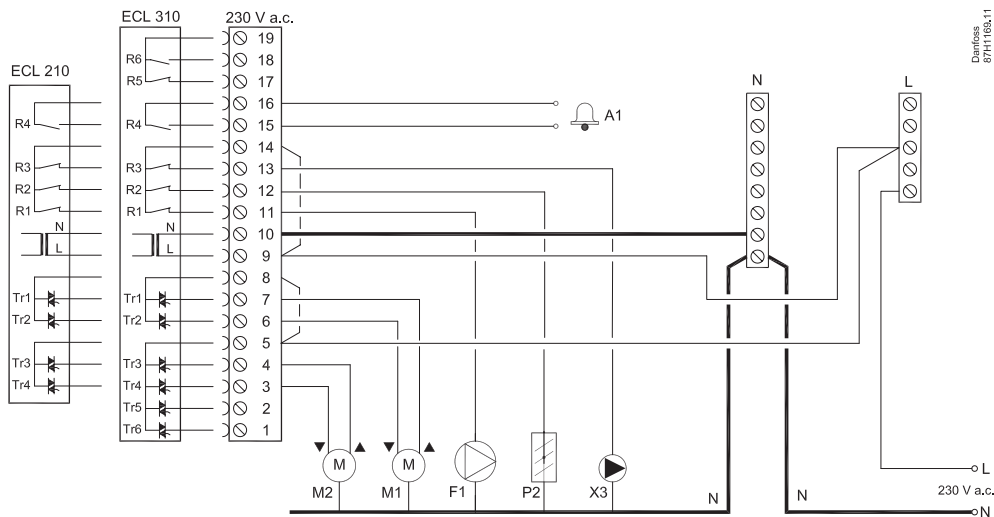 ECL 310
230 V a.c.
ECL 210
Danfoss
87H1169.11
19
R6
18
R5
17
N
L
16
A1
R4
R4
15
14
R3
R3
13
R2
R2
12
R1
R1
11
N
N
10
L
L
9
8
Tr1
Tr1
7
Tr2
Tr2
6
5
Tr3
Tr3
4
Tr4
Tr4
3
Tr5
2
Tr6
1
M
M
M2
M1
F1
P2
X3
L
230 V a.c.
N
N
N